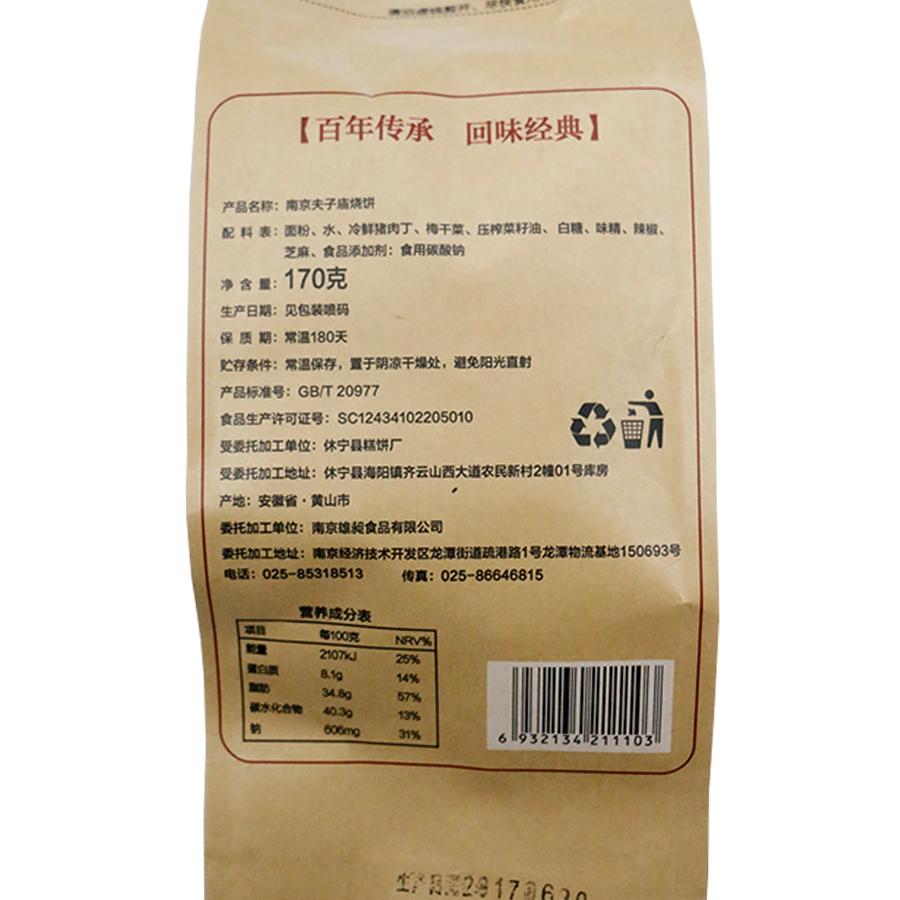 【百年传承 回味经典】
产品名称：南京夫子庙烧饼
配 料 表：面粉、水、冷鲜猪肉丁、梅干菜、压榨菜籽油、白糖、味精、辣椒、
芝麻、食品添加剂：食用碳酸钠
净 含 量：170克
生产日期：见包装喷码
保 质 期：常温180天
贮存条件：常温保存，置于阴凉干燥处，避免阳光直射
产品标准号：GB/T 20977
食品生产许可证号：SC12434102205010
受委托加工单位：休宁县糕饼厂
受委托加工地址：休宁县海阳镇齐云山西大道农民新村2幢01号库房
产地：安徽省·黄山市
委托加工单位：南京雄昶食品有限公司
委托加工地址：南京经济技术开发区龙潭街道疏港路1号龙潭物流基地150693号
电话：025-85318513 传真：025-86646815
营养成分表
项目 每100克 NRV%
能量 2107kJ 25%
蛋白质 8.1g 14%
脂肪 34.8g 57%
碳水化合物 40.3g 13%
钠 606mg 31%
6 932134 211103
生产日期